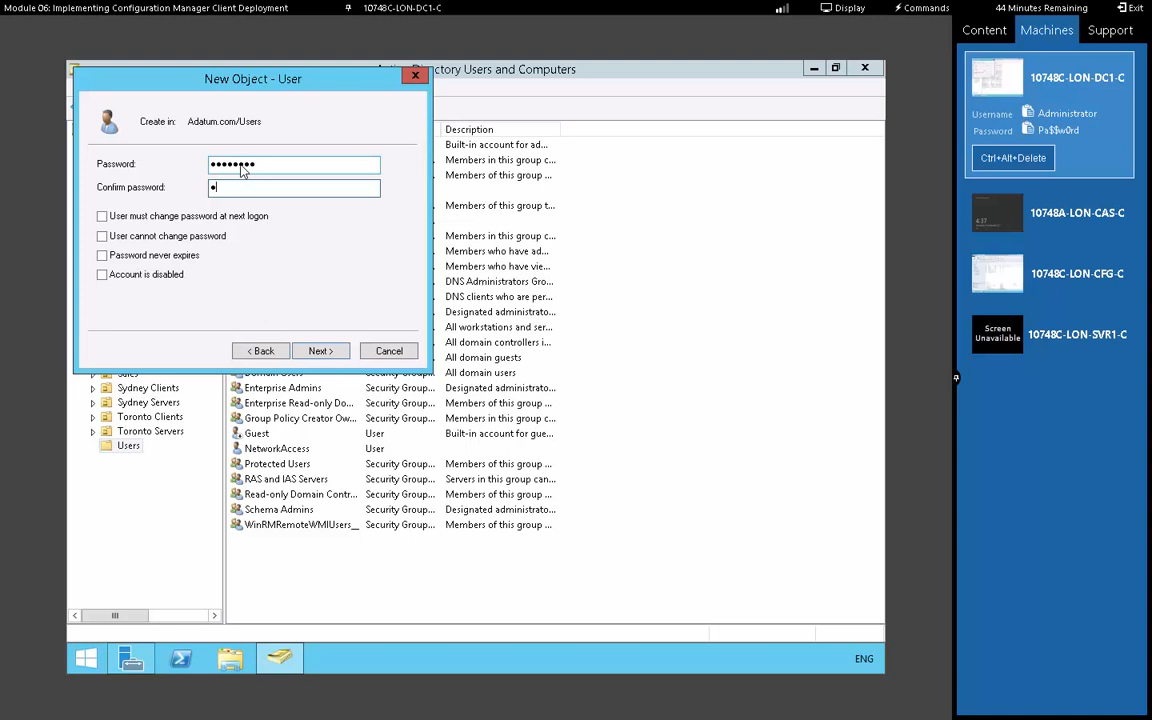 Module 06: Implementing Configuration Manager Client Deployment
10748C-LON-DC1-C
Display
Commands
44 Minutes Remaining
Exit
Content
Machines
Support
10748C-LON-DC1-C
Username
Administrator
Password
Pa$$w0rd
Ctrl+Alt+Delete
10748A-LON-CAS-C
4:37
10748C-LON-CFG-C
Screen
Unavailable
10748C-LON-SVR1-C
Directory Users and Computers
New Object - User
Create in: Adatum.com/Users
Password: ••••••••
Confirm password: •
User must change password at next logon
User cannot change password
Password never expires
Account is disabled
< Back
Next >
Cancel
Description
Built-in account for ad...
Members of this group c...
Members of this group...
Members of this group t...
Members in this group c...
Members who have ad...
Members who have vie...
DNS Administrators Gro...
DNS clients who are per...
Designated administrato...
All workstations and ser...
All domain controllers i...
All domain guests
All domain users
Enterprise Admins Security Group... Designated administrato...
Enterprise Read-only Do... Security Group... Members of this group ...
Group Policy Creator Ow... Security Group... Members in this group c...
Guest User Built-in account for gue...
NetworkAccess User
Protected Users Security Group... Members of this group ...
RAS and IAS Servers Security Group... Servers in this group can...
Read-only Domain Contr... Security Group... Members of this group ...
Schema Admins Security Group... Designated administrato...
WinRMRemoteWMIUsers__ Security Group... Members of this group ...
Sydney Clients
Sydney Servers
Toronto Clients
Toronto Servers
Users
ENG